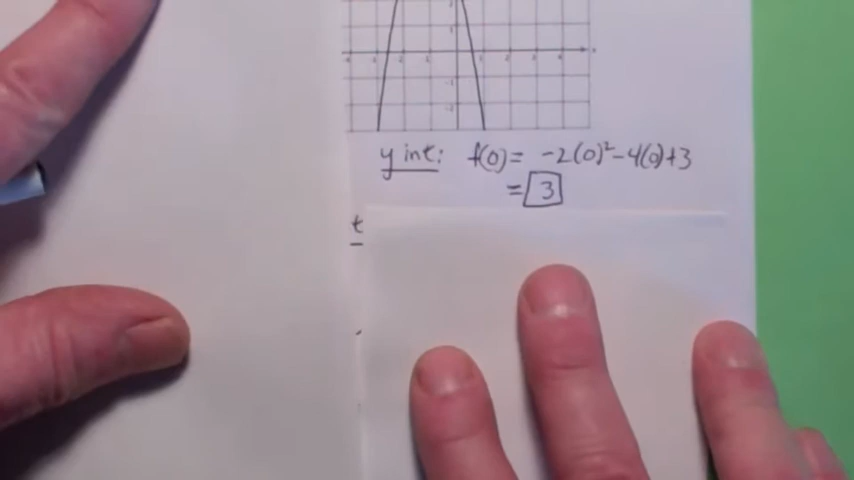 y int: f(0) = -2(0)²-4(0)+3
= 3
t